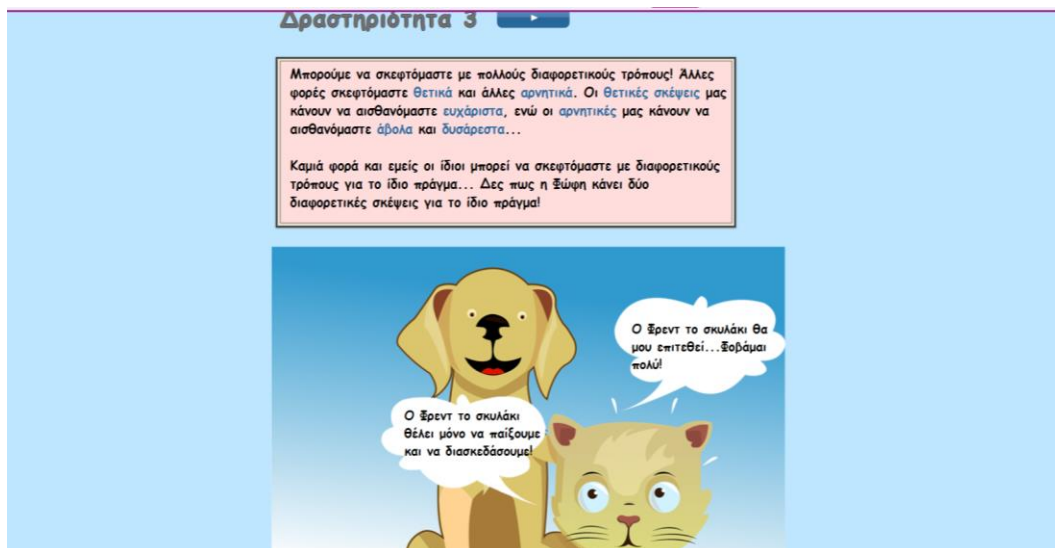 Δραστηριότητα 3
Μπορούμε να σκεφτόμαστε με πολλούς διαφορετικούς τρόπους! Άλλες
φορές σκεφτόμαστε θετικά και άλλες αρνητικά. Οι θετικές σκέψεις μας
κάνουν να αισθανόμαστε ευχάριστα, ενώ οι αρνητικές μας κάνουν να
αισθανόμαστε άβολα και δυσάρεστα...
Καμιά φορά και εμείς οι ίδιοι μπορεί να σκεφτόμαστε με διαφορετικούς
τρόπους για το ίδιο πράγμα... Δες πως η Φώφη κάνει δύο
διαφορετικές σκέψεις για το ίδιο πράγμα!
Ο Φρεντ το σκυλάκι θα
μου επιτεθεί...Φοβάμαι
πολύ!
Ο Φρεντ το σκυλάκι
θέλει μόνο να παίξουμε
και να διασκεδάσουμε!